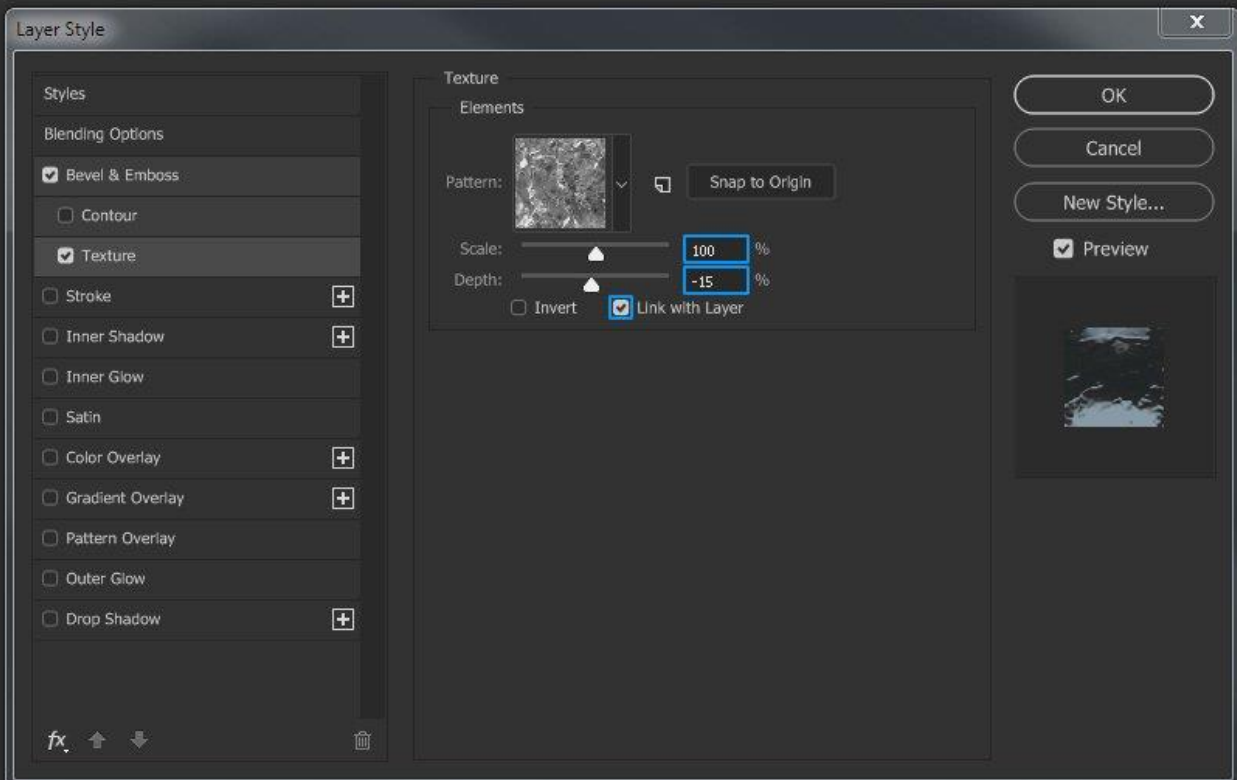 Layer Style
X
Styles
Blending Options
Bevel & Emboss
Contour
Texture
Stroke
Inner Shadow
Inner Glow
Satin
Color Overlay
Gradient Overlay
Pattern Overlay
Outer Glow
Drop Shadow
fx
Texture
Elements
Pattern:
Snap to Origin
Scale: 100 %
Depth: -15 %
Invert Link with Layer
OK
Cancel
New Style...
Preview